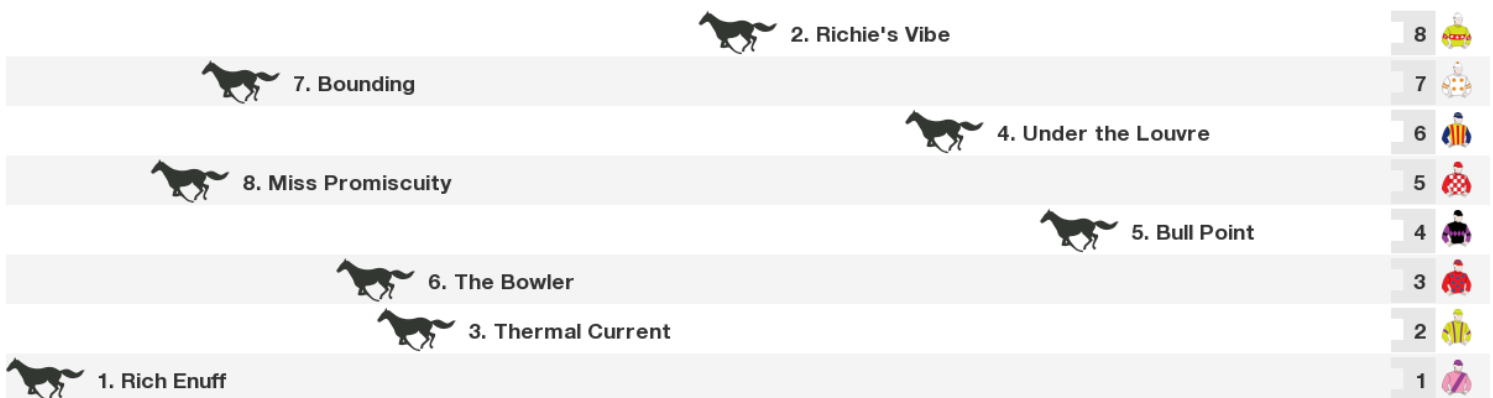 2. Richie's Vibe 8
7. Bounding 7
4. Under the Louvre 6
8. Miss Promiscuity 5
5. Bull Point 4
6. The Bowler 3
3. Thermal Current 2
1. Rich Enuff 1